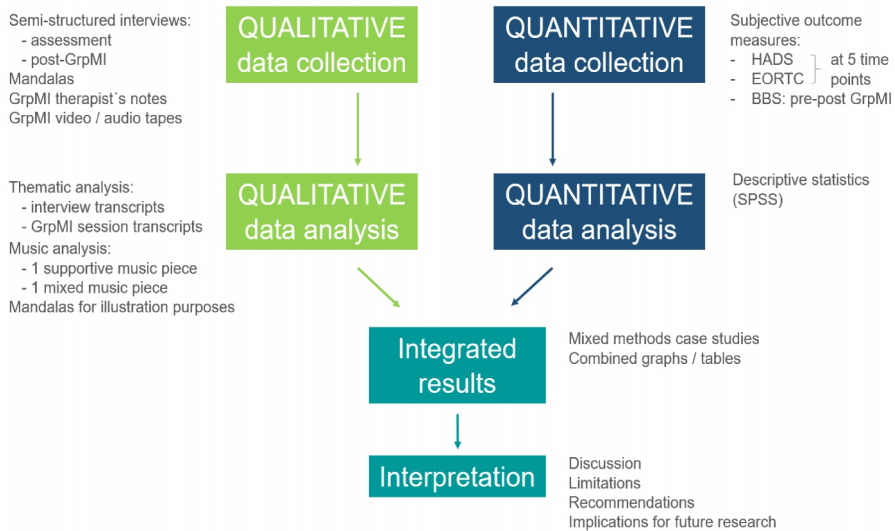 Semi-structured interviews:
- assessment
- post-GrpMI
Mandalas
GrpMI therapist´s notes
GrpMI video / audio tapes
QUALITATIVE
data collection
QUANTITATIVE
data collection
Subjective outcome
measures:
- HADS
- EORTC
at 5 time
points
- BBS: pre-post GrpMI
Thematic analysis:
- interview transcripts
- GrpMI session transcripts
Music analysis:
- 1 supportive music piece
- 1 mixed music piece
Mandalas for illustration purposes
QUALITATIVE
data analysis
QUANTITATIVE
data analysis
Descriptive statistics
(SPSS)
Integrated
results
Mixed methods case studies
Combined graphs / tables
Interpretation
Discussion
Limitations
Recommendations
Implications for future research